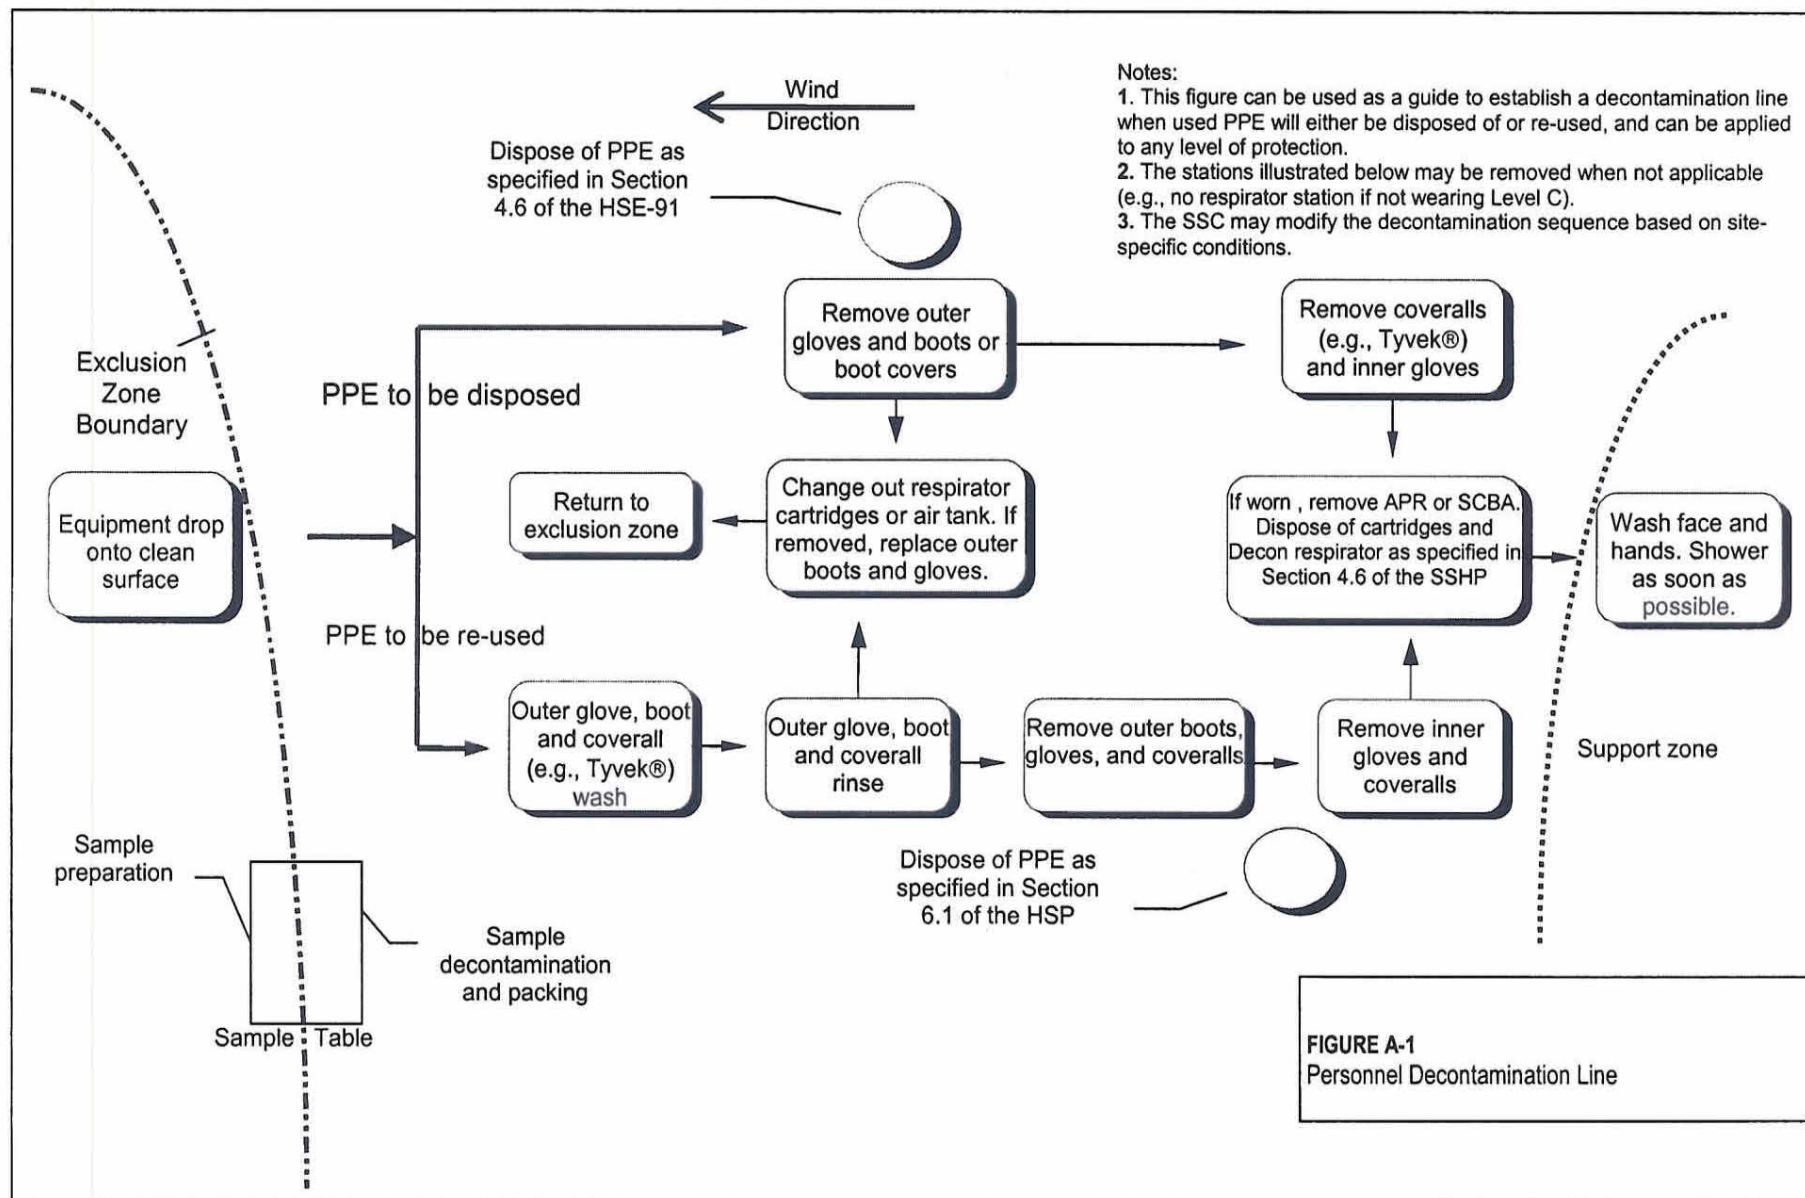 Wind
Direction
Notes:
1. This figure can be used as a guide to establish a decontamination line
when used PPE will either be disposed of or re-used, and can be applied
to any level of protection.
2. The stations illustrated below may be removed when not applicable
(e.g., no respirator station if not wearing Level C).
3. The SSC may modify the decontamination sequence based on site-
specific conditions.
Dispose of PPE as
specified in Section
4.6 of the HSE-91
Exclusion
Zone
Boundary
Remove outer
gloves and boots or
boot covers
Remove coveralls
(e.g., Tyvek®)
and inner gloves
PPE to be disposed
Equipment drop
onto clean
surface
Return to
exclusion zone
Change out respirator
cartridges or air tank. If
removed, replace outer
boots and gloves.
If worn , remove APR or SCBA.
Dispose of cartridges and
Decon respirator as specified in
Section 4.6 of the SSHP
Wash face and
hands. Shower
as soon as
possible.
PPE to be re-used
Outer glove, boot
and coverall
(e.g., Tyvek®)
wash
Outer glove, boot
and coverall
rinse
Remove outer boots,
gloves, and coveralls
Remove inner
gloves and
coveralls
Support zone
Sample
preparation
Dispose of PPE as
specified in Section
6.1 of the HSP
Sample
decontamination
and packing
Sample Table
FIGURE A-1
Personnel Decontamination Line